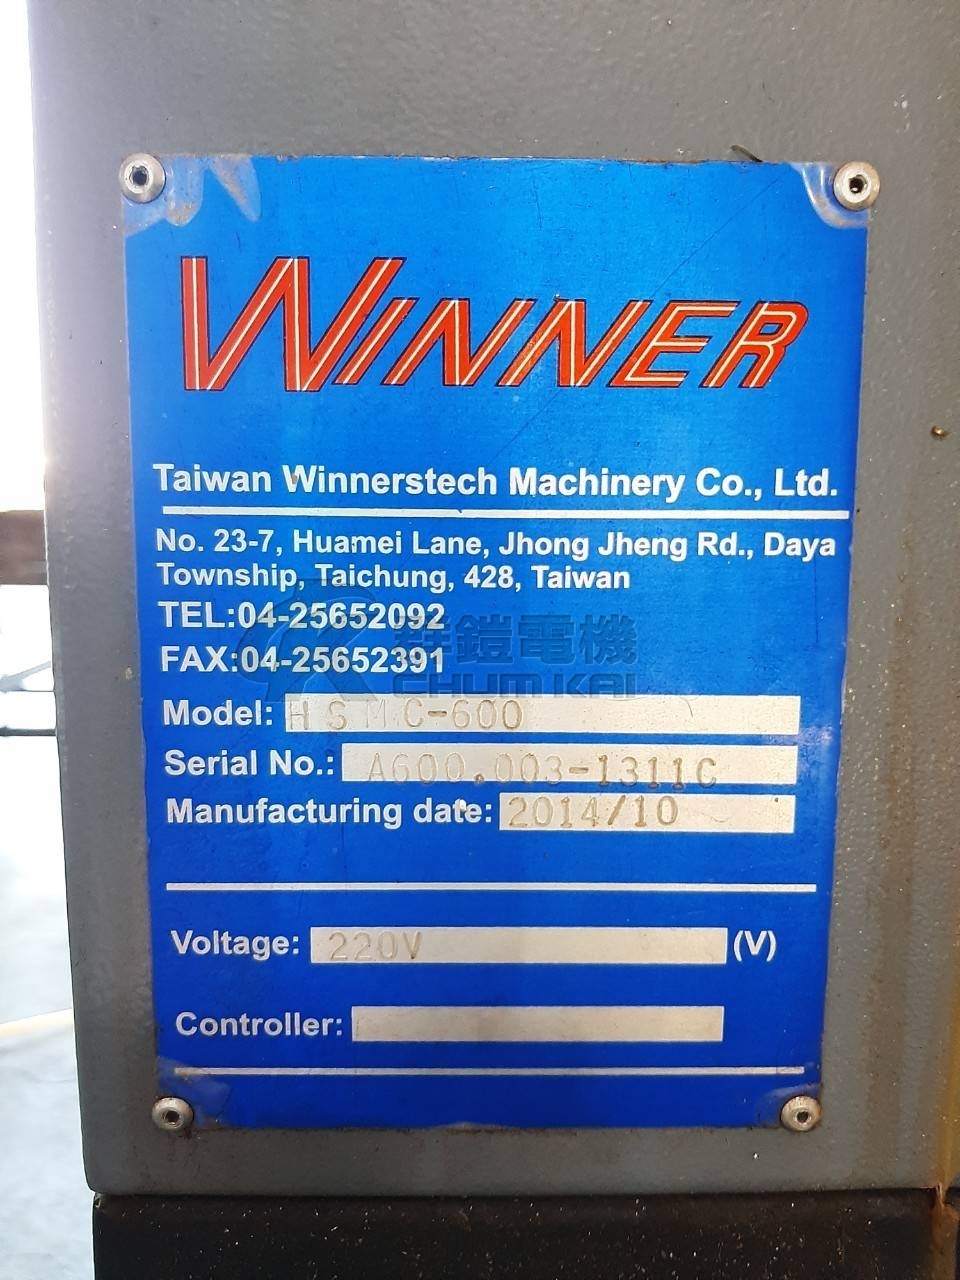 WINNER
Taiwan Winnerstech Machinery Co., Ltd.
No. 23-7, Huamei Lane, Jhong Jheng Rd., Daya
Township, Taichung, 428, Taiwan
TEL:04-25652092
群鎧電機
FAX:04-25652391
CHUM KAI
Model: HSMC-600
Serial No.: A600.003-1311C
Manufacturing date: 2014/10
Voltage: 220V (V)
Controller: